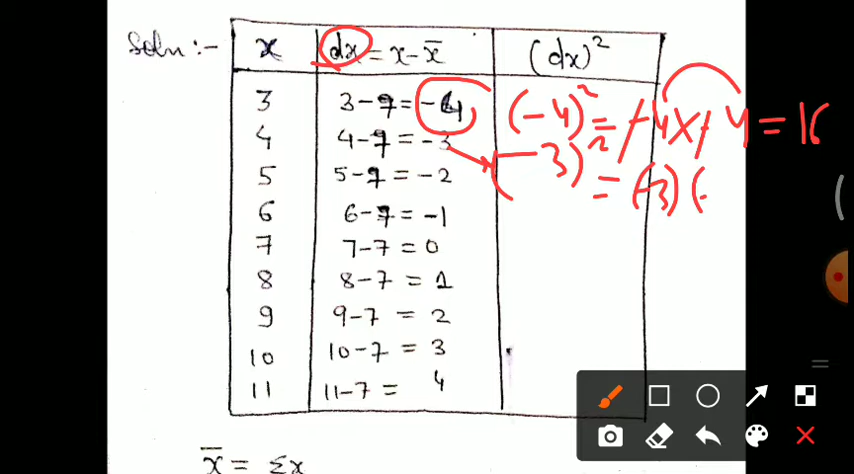 Soln :- x dx = x - x̄ (dx)²
3 3-7 = -4 (-4)² = -4x-4 = 16
4 4-7 = -3 (-3)² = (-3)(-
5 5-7 = -2
6 6-7 = -1
7 7-7 = 0
8 8-7 = 1
9 9-7 = 2
10 10-7 = 3
11 11-7 = 4
x̄ = Σx